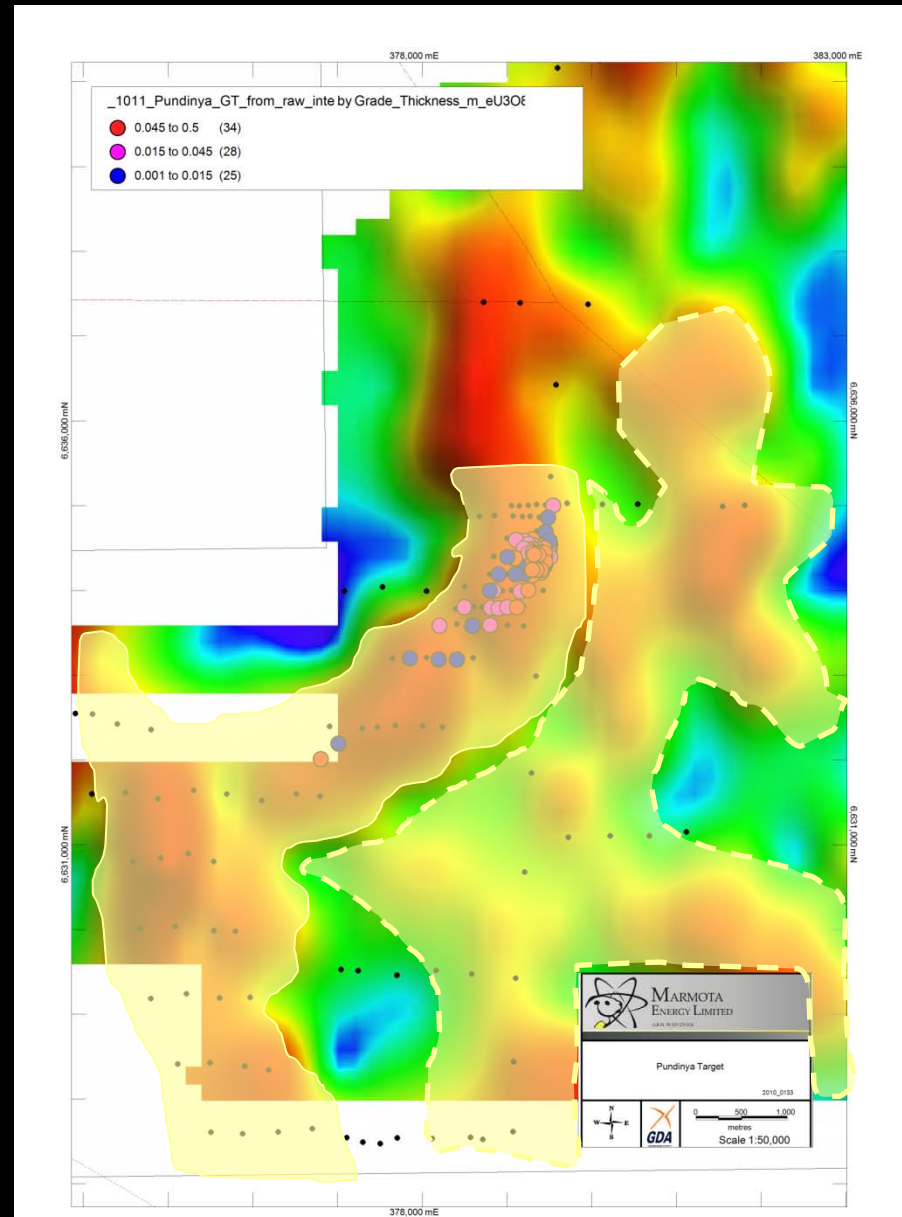 378,000 mE
383,000 mE
_1011_Pundinya_GT_from_raw_inte by Grade_Thickness_m_eU3O8
0.045 to 0.5 (34)
0.015 to 0.045 (28)
0.001 to 0.015 (25)
6,636,000 mN
6,636,000 mN
6,631,000 mN
6,631,000 mN
MARMOTA
ENERGY LIMITED
Pundinya Target
2010_0133
N
W E
S
GDA
0 500 1,000
metres
Scale 1:50,000
378,000 mE